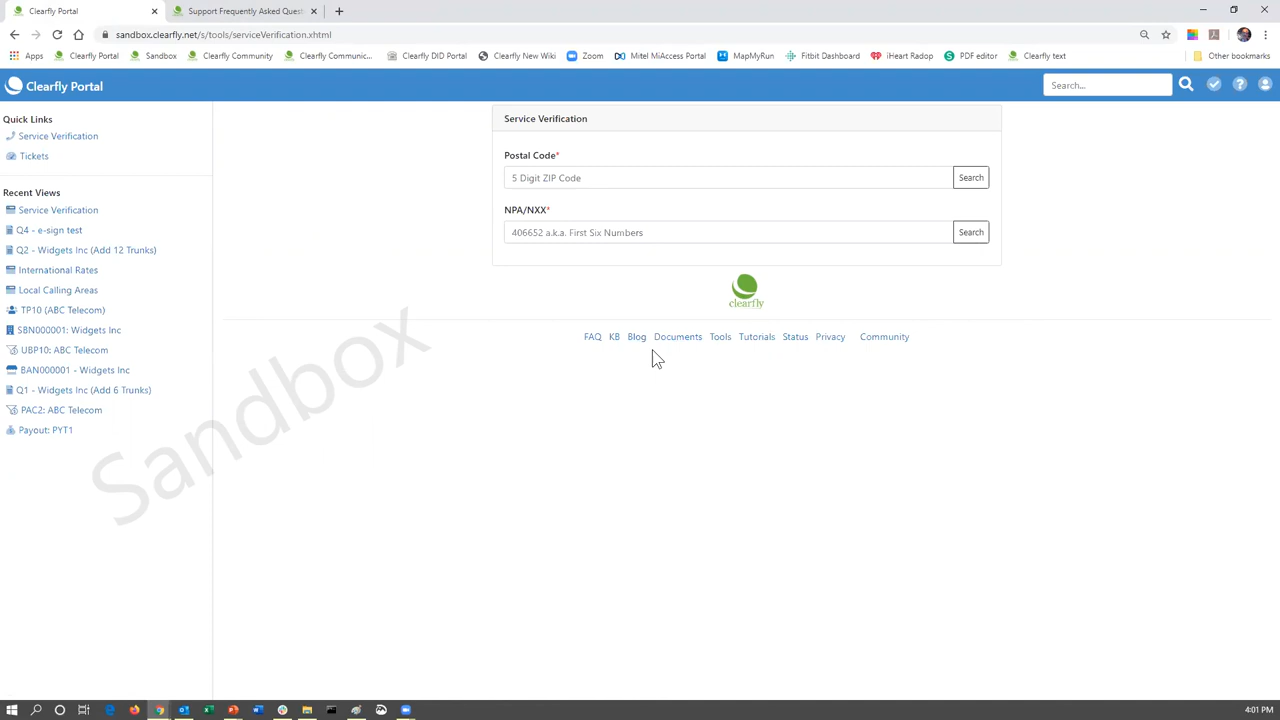 Clearfly Portal
Support Frequently Asked Quest
sandbox.clearfly.net/s/tools/serviceVerification.xhtml
Apps Clearfly Portal Sandbox Clearfly Community Clearfly Communic... Clearfly DID Portal Clearfly New Wiki Zoom Mitel MiAccess Portal MapMyRun Fitbit Dashboard iHeart Radop PDF editor Clearfly text Other bookmarks
Clearfly Portal
Search...
Quick Links
Service Verification
Tickets
Recent Views
Service Verification
Q4 - e-sign test
Q2 - Widgets Inc (Add 12 Trunks)
International Rates
Local Calling Areas
TP10 (ABC Telecom)
SBN000001: Widgets Inc
UBP10: ABC Telecom
BAN000001 - Widgets Inc
Q1 - Widgets Inc (Add 6 Trunks)
PAC2: ABC Telecom
Payout: PYT1
Sandbox
Service Verification
Postal Code*
5 Digit ZIP Code Search
NPA/NXX*
406652 a.k.a. First Six Numbers Search
clearfly
FAQ KB Blog Documents Tools Tutorials Status Privacy Community
4:01 PM